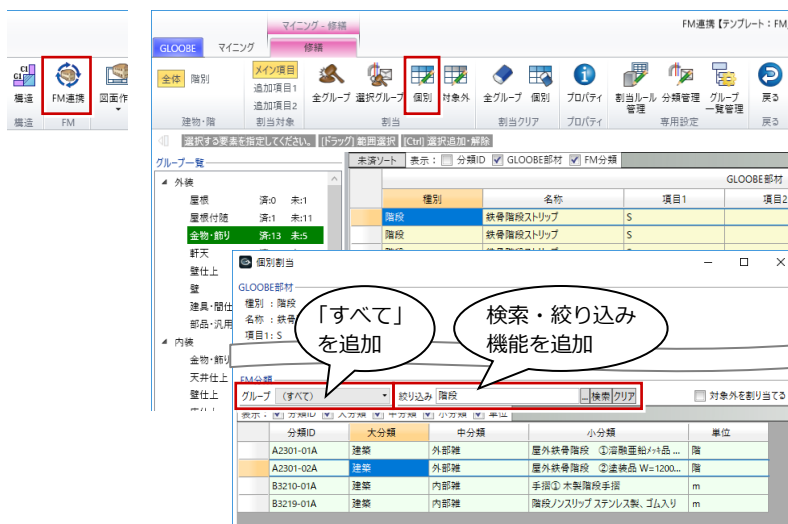 構造
FM連携
図面作
構造
FM
マイニング - 修繕
FM連携【テンプレート：FM
GLOOBE
マイニング
修繕
全体
階別
メイン項目
追加項目1
追加項目2
全グループ
選択グループ
個別
対象外
全グループ
個別
プロパティ
割当ルール管理
分類管理
グループ一覧管理
戻る
建物・階
割当対象
割当
割当クリア
プロパティ
専用設定
戻る
選択する要素を指定してください。 [ドラッグ] 範囲選択 [Ctrl] 選択追加・解除
グループ一覧
未済ソート 表示： 分類ID GLOOBE部材 FM分類
GLOOBE部材
種別 名称 項目1 項目2
階段 鉄骨階段ストリップ S
階段 鉄骨階段ストリップ S
外装
屋根 済:0 未:1
屋根付随 済:1 未:11
金物・飾り 済:13 未:5
軒天
壁仕上
壁
建具・間仕
部品・汎用
内装
金物・飾り
天井仕上
壁仕上
個別割当
GLOOBE部材
種別 ：階段
名称 ：鉄骨
項目1：S
「すべて」
を追加
検索・絞り込み
機能を追加
FM分類
グループ （すべて） 絞り込み 階段 ... 検索 クリア 対象外を割り当てる
表示： 分類ID 大分類 中分類 小分類 単位
分類ID 大分類 中分類 小分類 単位
A2301-01A 建築 外部雑 屋外鉄骨階段 ①溶融亜鉛ﾒｯｷ品 ... 階
A2301-02A 建築 外部雑 屋外鉄骨階段 ②塗装品 W=1200... 階
B3210-01A 建築 内部雑 手摺① 木製階段手摺 m
B3219-01A 建築 内部雑 階段ノンスリップ ステンレス製、ゴム入り m